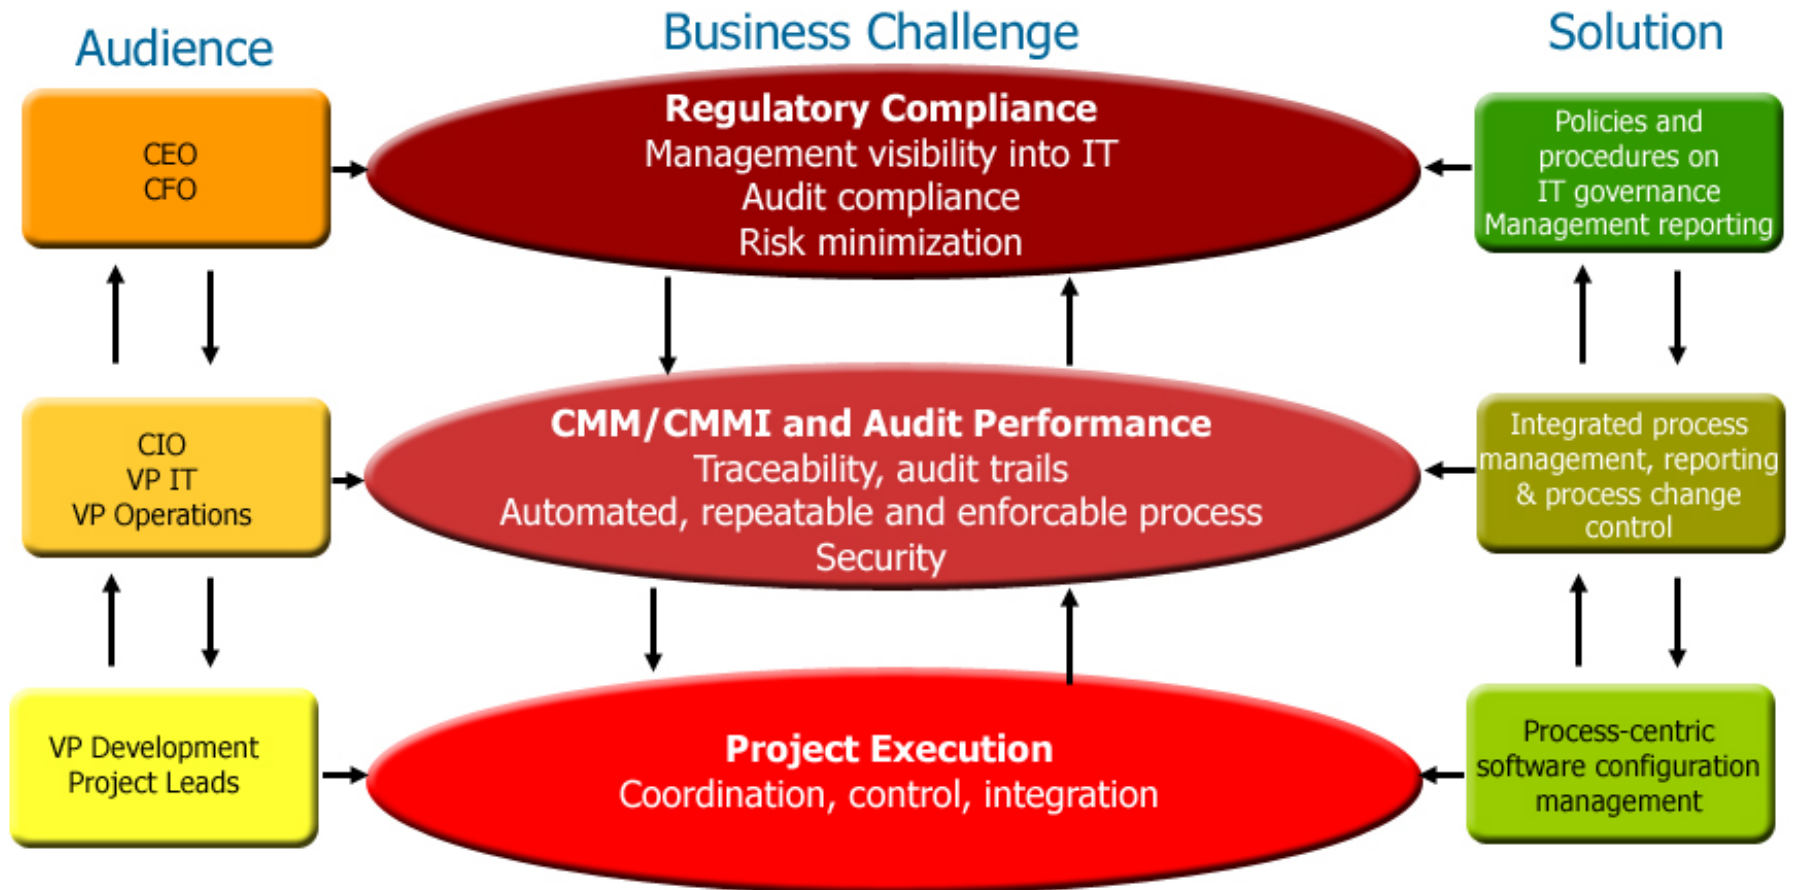 Audience
Business Challenge
Solution
CEO
CFO
Regulatory Compliance
Management visibility into IT
Audit compliance
Risk minimization
Policies and
procedures on
IT governance
Management reporting
CIO
VP IT
VP Operations
CMM/CMMI and Audit Performance
Traceability, audit trails
Automated, repeatable and enforcable process
Security
Integrated process
management, reporting
& process change
control
VP Development
Project Leads
Project Execution
Coordination, control, integration
Process-centric
software configuration
management